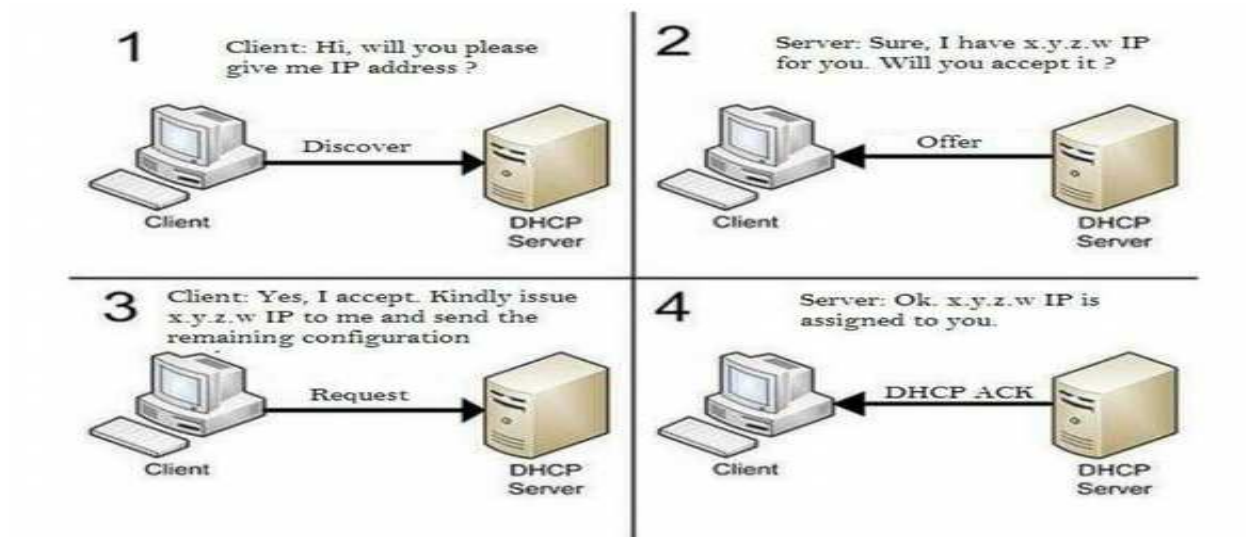 1
Client: Hi, will you please
give me IP address ?
Discover
Client
DHCP
Server
2
Server: Sure, I have x.y.z.w IP
for you. Will you accept it ?
Offer
Client
DHCP
Server
3
Client: Yes, I accept. Kindly issue
x.y.z.w IP to me and send the
remaining configuration
Request
Client
DHCP
Server
4
Server: Ok. x.y.z.w IP is
assigned to you.
DHCP ACK
Client
DHCP
Server